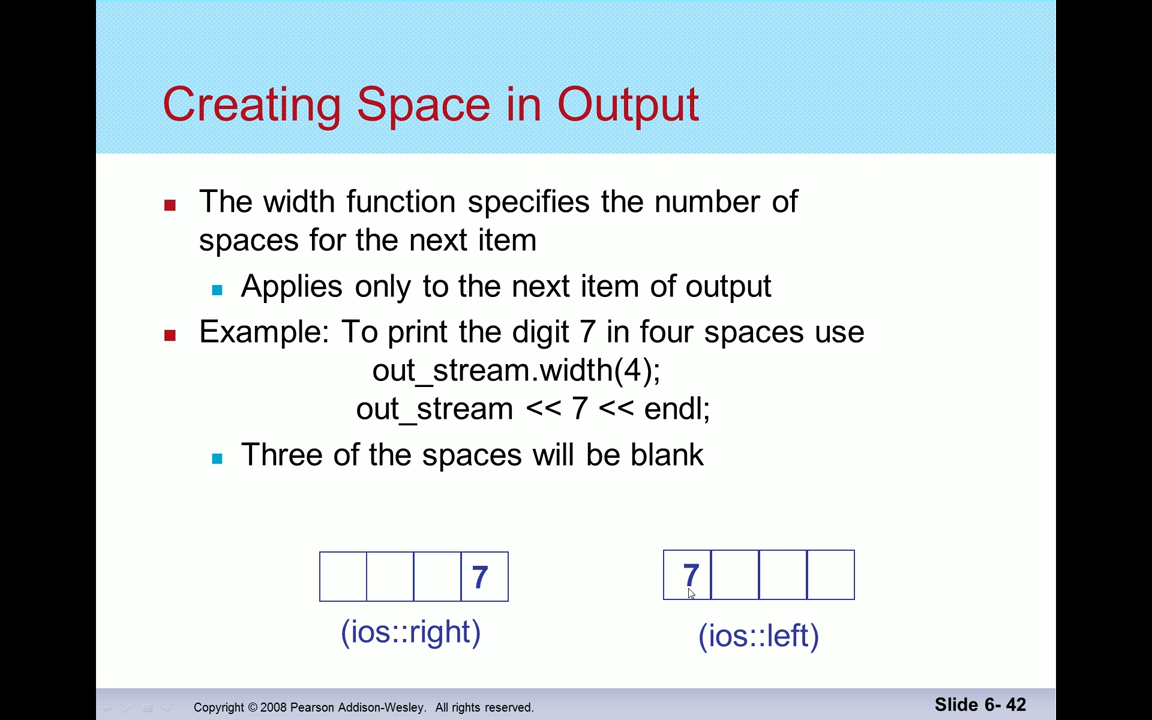 Creating Space in Output
The width function specifies the number of
spaces for the next item
Applies only to the next item of output
Example: To print the digit 7 in four spaces use
out_stream.width(4);
out_stream << 7 << endl;
Three of the spaces will be blank
7
(ios::right)
7
(ios::left)
Copyright © 2008 Pearson Addison-Wesley. All rights reserved.
Slide 6- 42